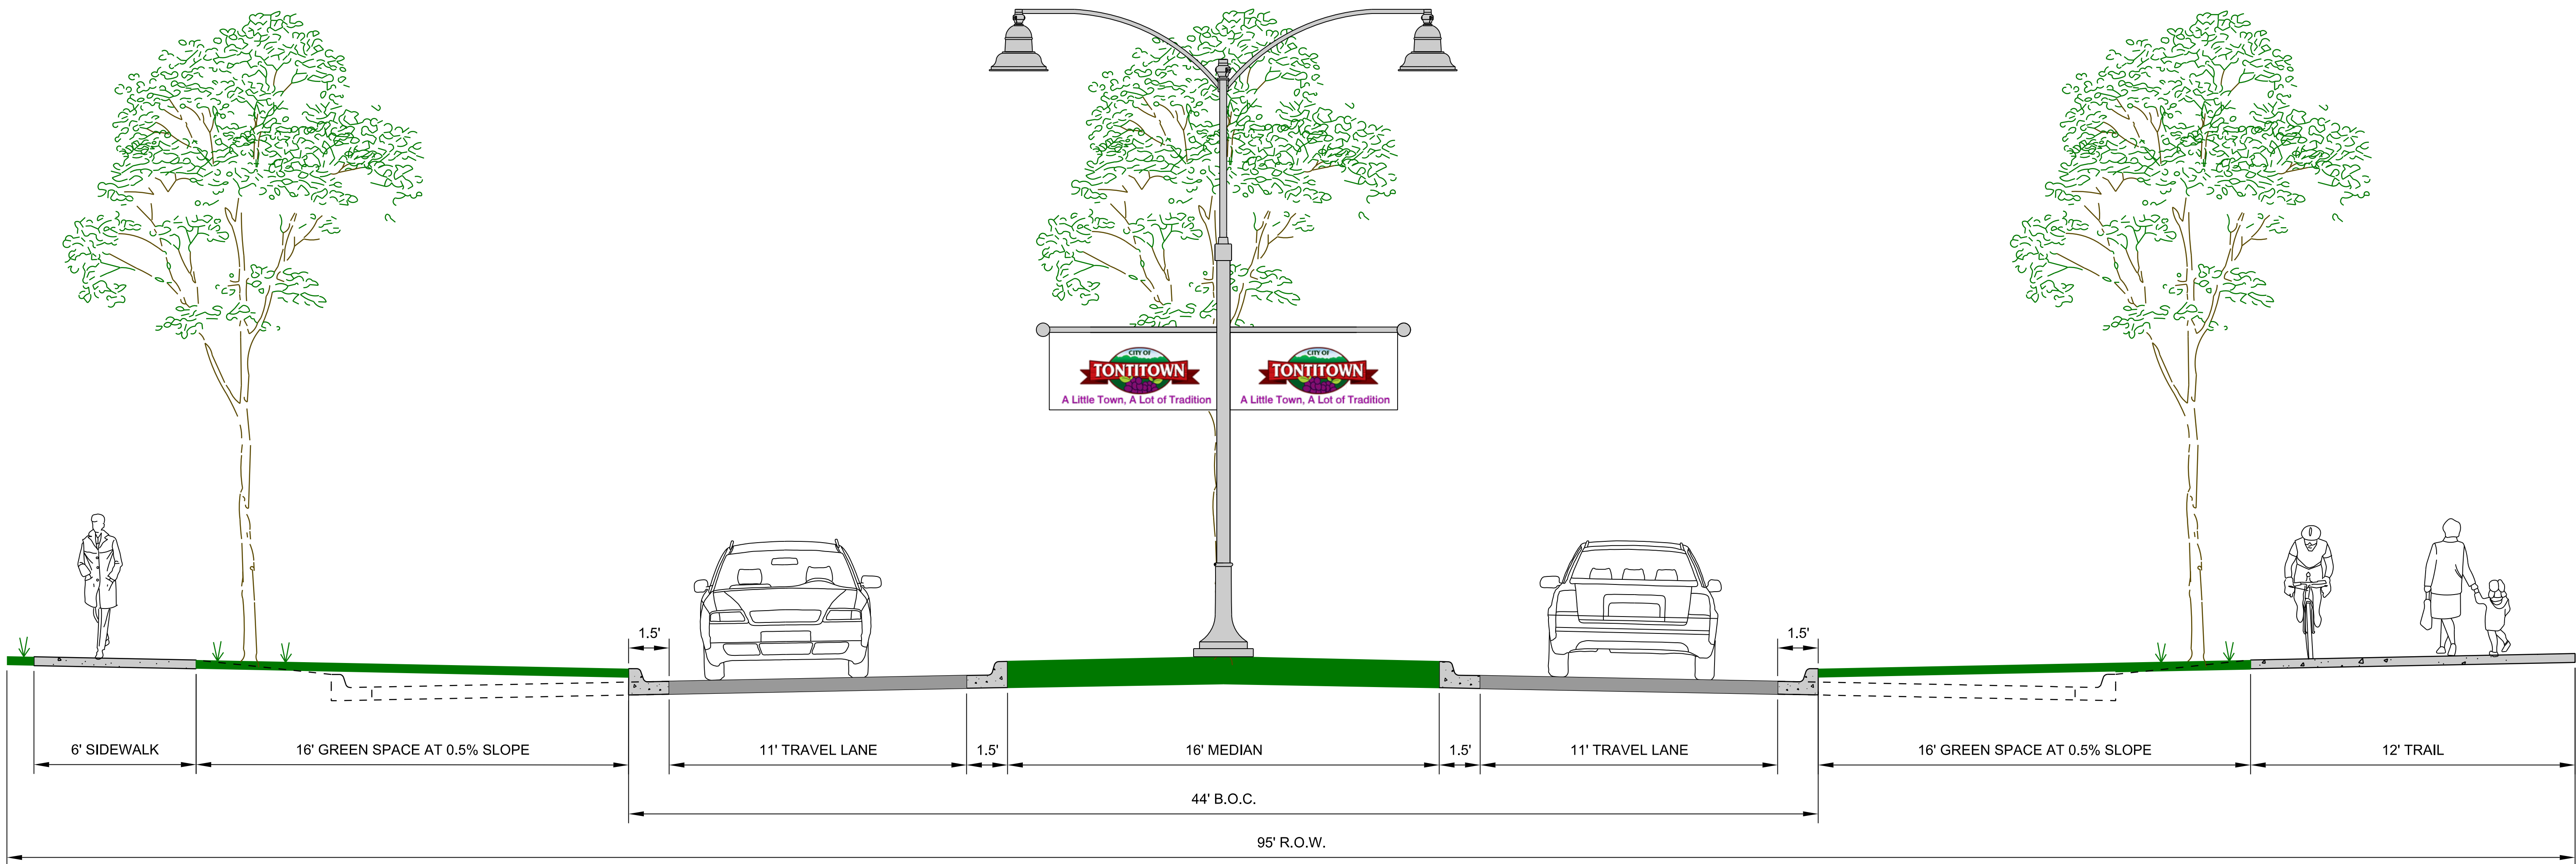 CITY OF
TONTITOWN
A Little Town, A Lot of Tradition
CITY OF
TONTITOWN
A Little Town, A Lot of Tradition
1.5'
1.5'
6' SIDEWALK
16' GREEN SPACE AT 0.5% SLOPE
11' TRAVEL LANE
1.5'
16' MEDIAN
1.5'
11' TRAVEL LANE
16' GREEN SPACE AT 0.5% SLOPE
12' TRAIL
44' B.O.C.
95' R.O.W.